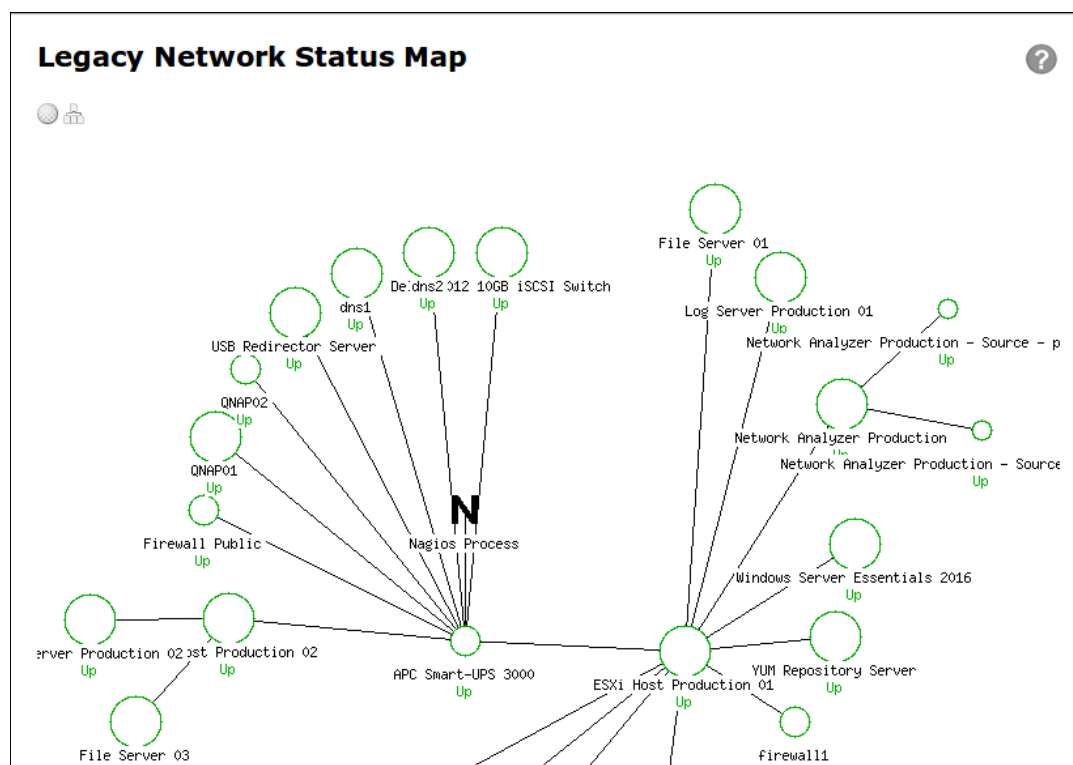 Legacy Network Status Map
?
File Server 01
Up
Log Server Production 01
Up
dns2
10GB iSCSI Switch
Up
Up
dns1
Up
USB Redirector Server
Up
Network Analyzer Production - Source - p
Up
QNAP02
Up
Network Analyzer Production
Network Analyzer Production - Source
Up
QNAP01
Up
N
Nagios Process
Firewall Public
Up
Windows Server Essentials 2016
Up
erver Production 02
ost Production 02
Up
Up
APC Smart-UPS 3000
Up
ESXi Host Production 01
Up
YUM Repository Server
Up
File Server 03
firewall1